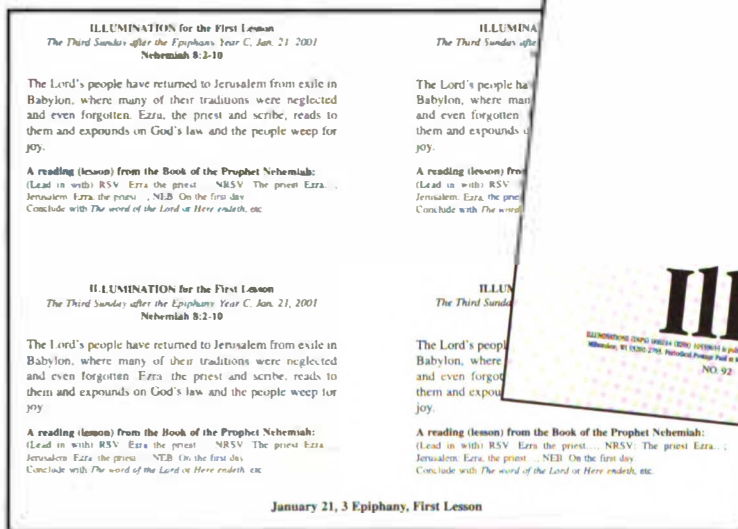 ILLUMINATION for the First Lesson
The Third Sunday after the Epiphany Year C, Jan. 21, 2001
Nehemiah 8:2-10
The Lord's people have returned to Jerusalem from exile in
Babylon, where many of their traditions were neglected
and even forgotten. Ezra, the priest and scribe, reads to
them and expounds on God's law and the people weep for
joy.
A reading (lesson) from the Book of the Prophet Nehemiah:
(Lead in with) RSV Ezra the priest NRSV The priest Ezra...,
Jerusalem Ezra, the priest ..., NEB. On the first day
Conclude with The word of the Lord or Here endeth, etc
ILLUMINA
The Third Sunday afte
The Lord's people ha
Babylon, where man
and even forgotten
them and expounds
joy.
A reading (lesson) fro
(Lead in with) RSV
Jerusalem: Ezra, the prie
Conclude with The word
ILLUMINATION for the First Lesson
The Third Sunday after the Epiphany Year C, Jan. 21, 2001
Nehemiah 8:2-10
The Lord's people have returned to Jerusalem from exile in
Babylon, where many of their traditions were neglected
and even forgotten Ezra the priest and scribe, reads to
them and expounds on God's law and the people weep for
joy
A reading (lesson) from the Book of the Prophet Nehemiah:
(Lead in with) RSV Ezra the priest NRSV The priest Ezra
Jerusalem Ezra the priest NEB On the first day
Conclude with The word of the Lord or Here endeth, etc
ILLUN
The Third Sunda
The Lord's peopl
Babylon, where
and even forgot
them and expou
joy.
A reading (lesson) from the Book of the Prophet Nehemiah:
(Lead in with) RSV Ezra the priest..., NRSV: The priest Ezra..;
Jerusalem: Ezra, the priest ..., NEB. On the first day
Conclude with The word of the Lord or Here endeth, etc.
January 21, 3 Epiphany, First Lesson
Ill
NO. 92